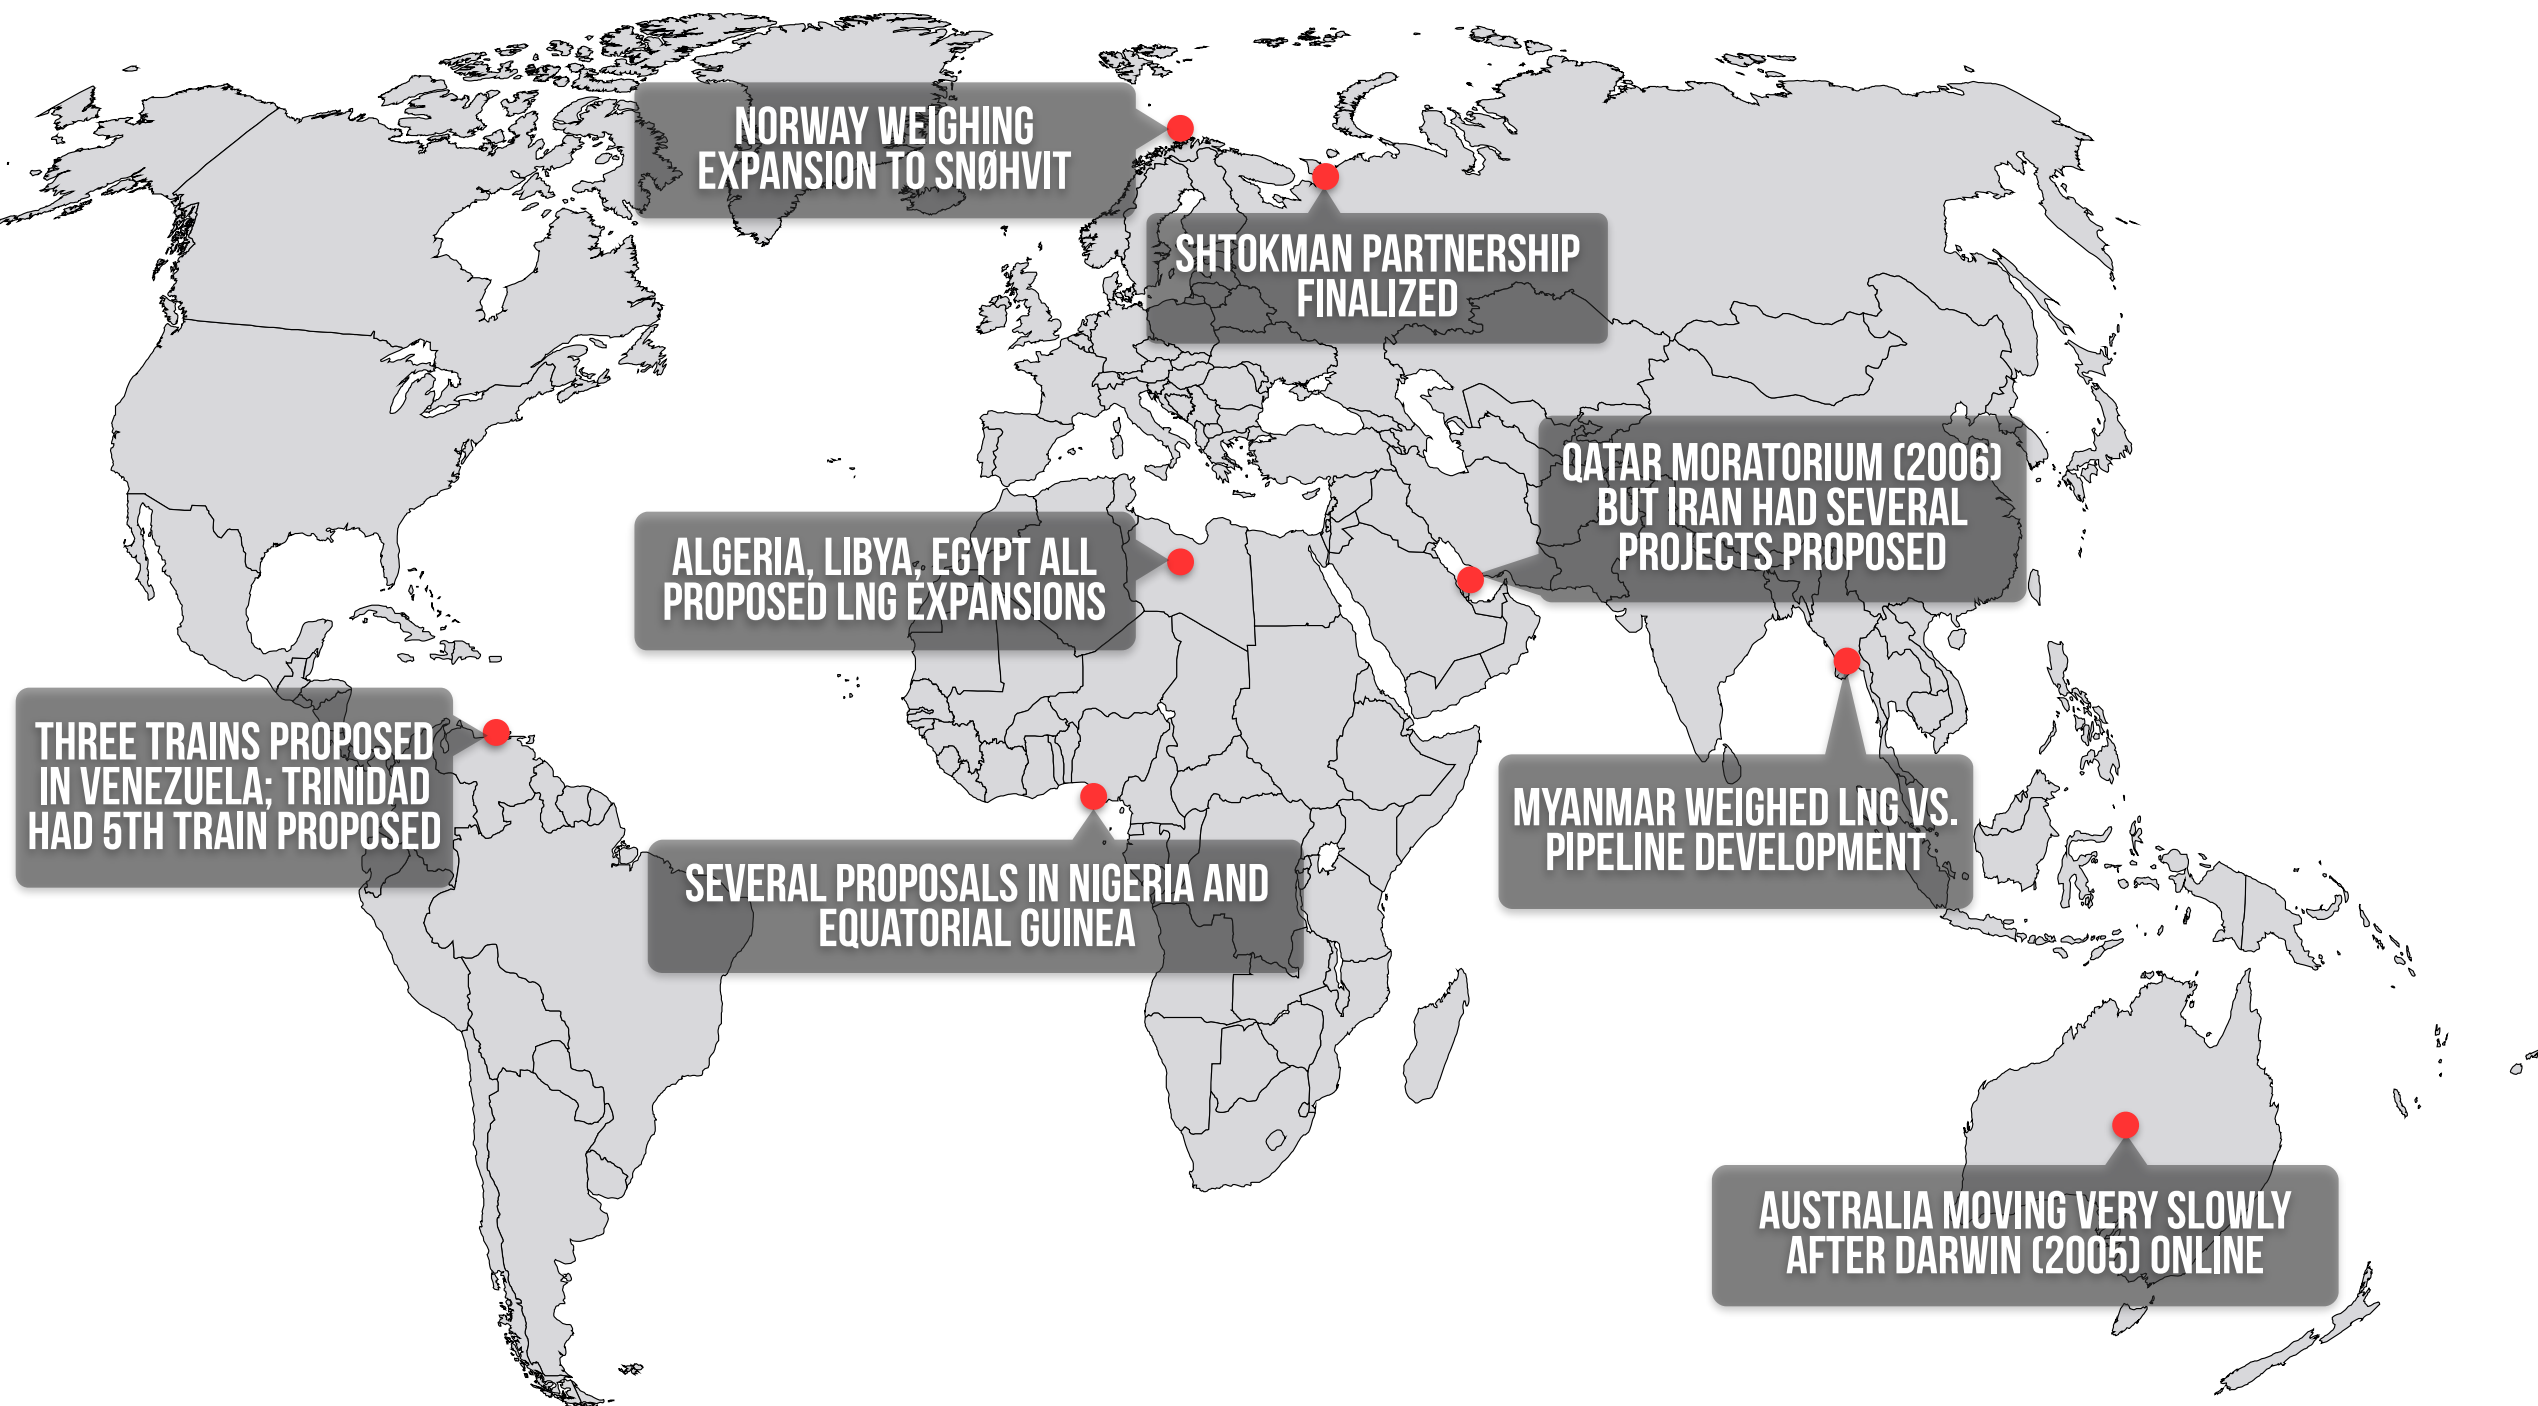 NORWAY WEIGHING
EXPANSION TO SNØHVIT
SHTOKMAN PARTNERSHIP
FINALIZED
QATAR MORATORIUM (2006)
BUT IRAN HAD SEVERAL
PROJECTS PROPOSED
ALGERIA, LIBYA, EGYPT ALL
PROPOSED LNG EXPANSIONS
THREE TRAINS PROPOSED
IN VENEZUELA; TRINIDAD
HAD 5TH TRAIN PROPOSED
MYANMAR WEIGHED LNG VS.
PIPELINE DEVELOPMENT
SEVERAL PROPOSALS IN NIGERIA AND
EQUATORIAL GUINEA
AUSTRALIA MOVING VERY SLOWLY
AFTER DARWIN (2005) ONLINE